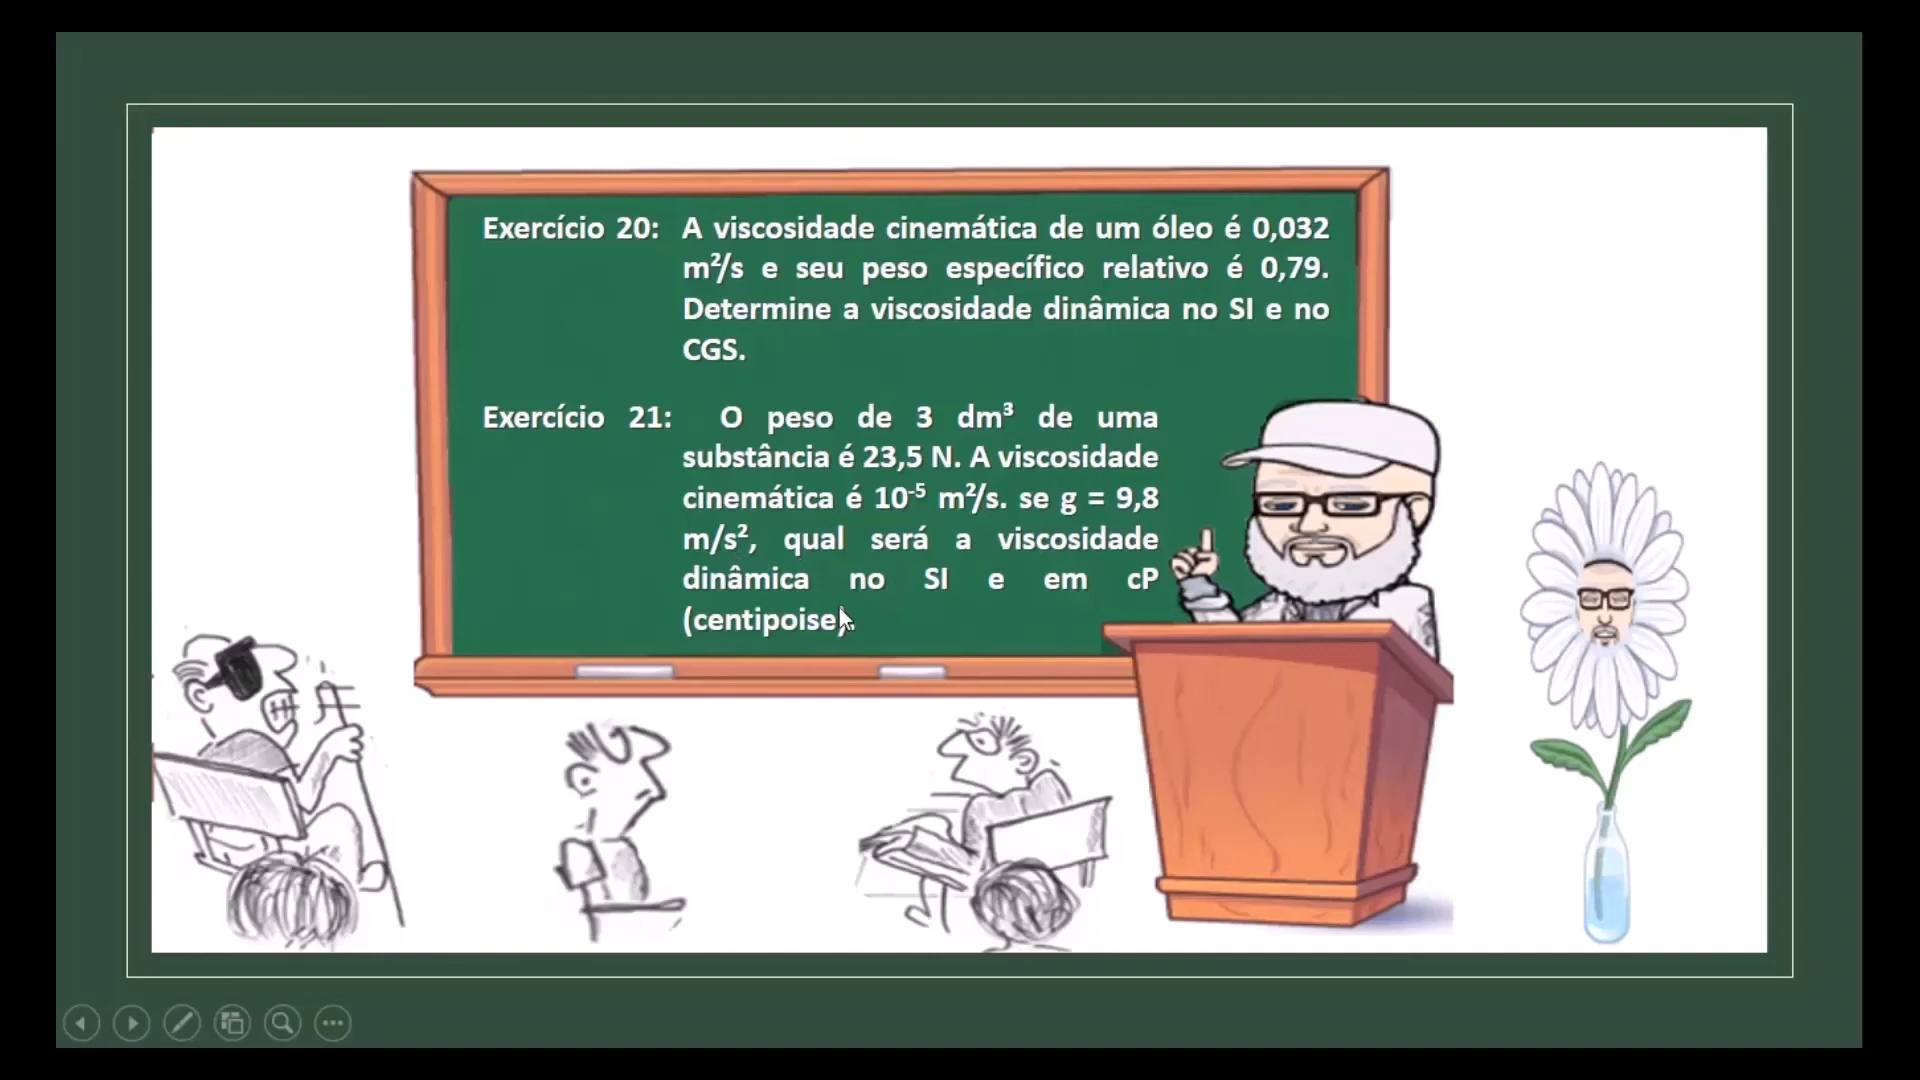 Exercício 20: A viscosidade cinemática de um óleo é 0,032
m²/s e seu peso específico relativo é 0,79.
Determine a viscosidade dinâmica no SI e no
CGS.
Exercício 21: O peso de 3 dm³ de uma
substância é 23,5 N. A viscosidade
cinemática é 10⁻⁵ m²/s. se g = 9,8
m/s², qual será a viscosidade
dinâmica no SI e em cP
(centipoise).